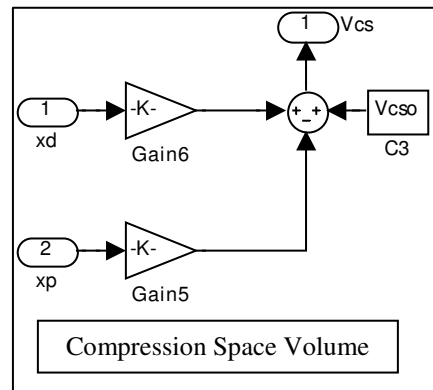 1
Vcs
1
-K-
+ - +
Vcso
xd
Gain6
C3
2
-K-
xp
Gain5
Compression Space Volume